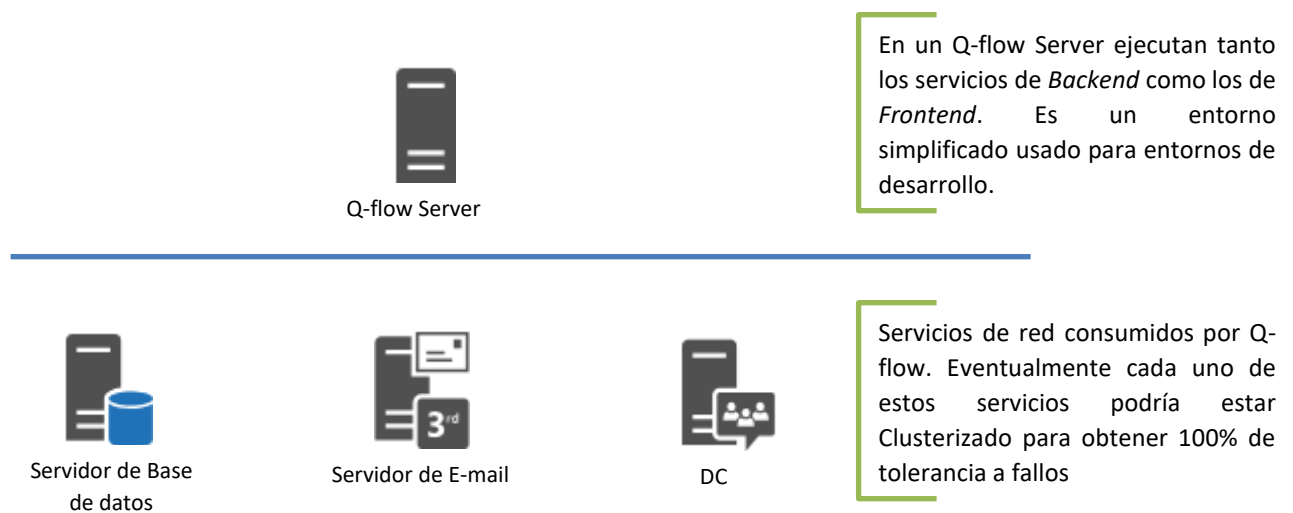 En un Q-flow Server ejecutan tanto
los servicios de Backend como los de
Frontend. Es un entorno
simplificado usado para entornos de
desarrollo.
Q-flow Server
Servicios de red consumidos por Q-
flow. Eventualmente cada uno de
estos servicios podría estar
Clusterizado para obtener 100% de
tolerancia a fallos
3rd
Servidor de Base
de datos
Servidor de E-mail
DC